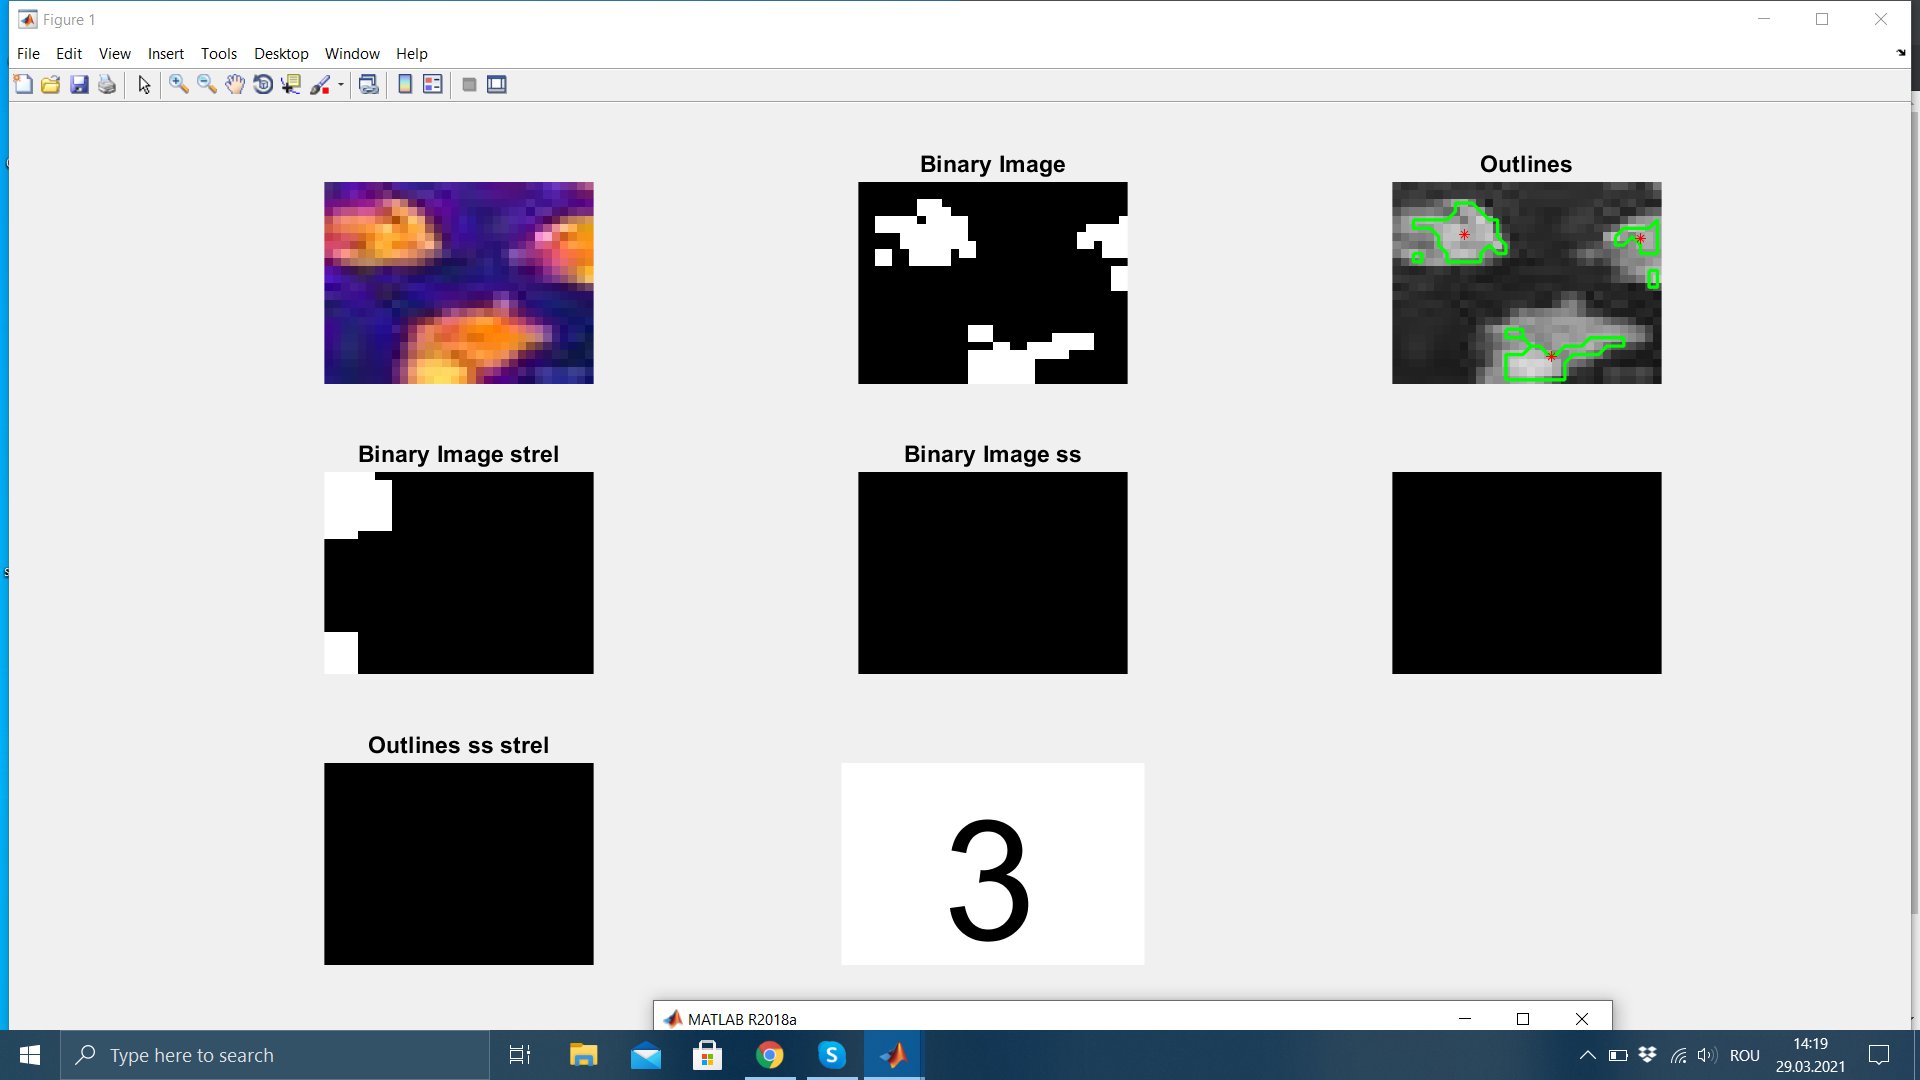 Figure 1
File Edit View Insert Tools Desktop Window Help
Binary Image
Outlines
Binary Image strel
Binary Image ss
Outlines ss strel
3
MATLAB R2018a
Type here to search
ROU
14:19
29.03.2021